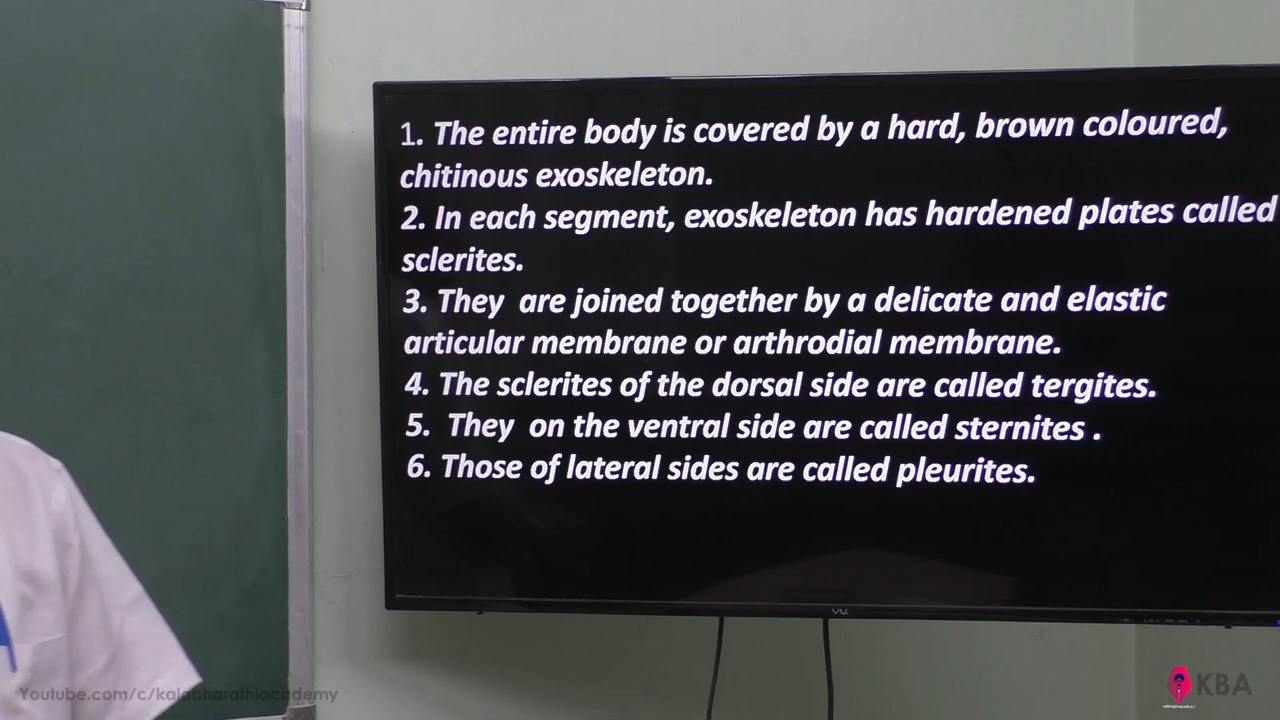 1. The entire body is covered by a hard, brown coloured,
chitinous exoskeleton.
2. In each segment, exoskeleton has hardened plates called
sclerites.
3. They are joined together by a delicate and elastic
articular membrane or arthrodial membrane.
4. The sclerites of the dorsal side are called tergites.
5. They on the ventral side are called sternites .
6. Those of lateral sides are called pleurites.
Youtube.com/c/kalabharathiacademy
KBA